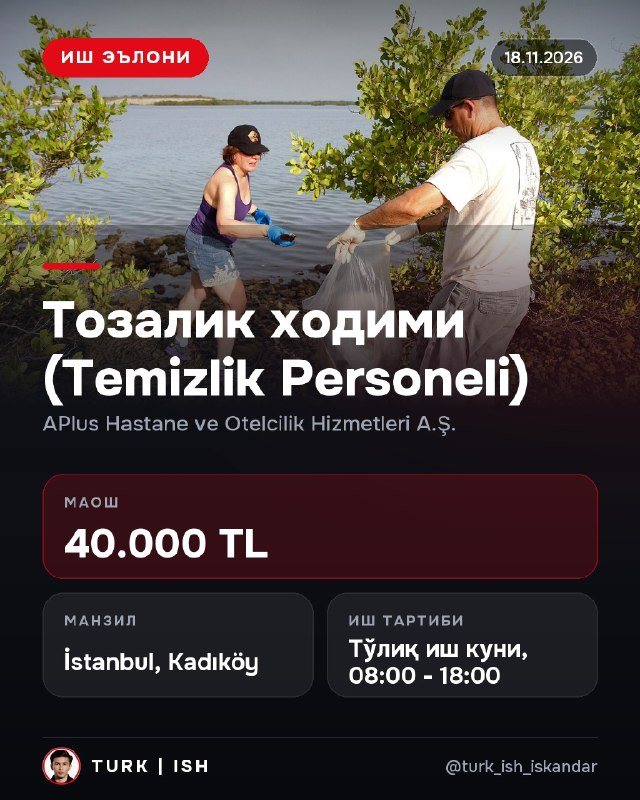 ИШ ЭЪЛОНИ
18.11.2026
Тозалик ходими
(Temizlik Personeli)
APlus Hastane ve Otelcilik Hizmetleri A.Ş.
МАОШ
40.000 TL
МАНЗИЛ
İstanbul, Kadıköy
ИШ ТАРТИБИ
Тўлиқ иш куни,
08:00 - 18:00
TURK | ISH
@turk_ish_iskandar